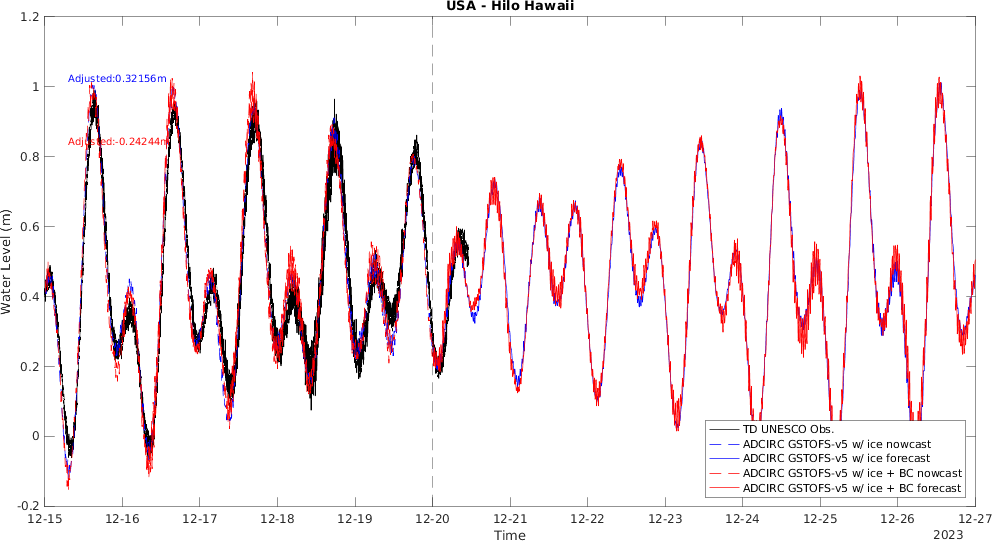 USA - Hilo Hawaii
1.2
1
0.8
0.6
0.4
0.2
0
-0.2
Water Level (m)
Adjusted:0.32156m
Adjusted:-0.24244m
TD UNESCO Obs.
ADCIRC GSTOFS-v5 w/ ice nowcast
ADCIRC GSTOFS-v5 w/ ice forecast
ADCIRC GSTOFS-v5 w/ ice + BC nowcast
ADCIRC GSTOFS-v5 w/ ice + BC forecast
12-15 12-16 12-17 12-18 12-19 12-20 12-21 12-22 12-23 12-24 12-25 12-26 12-27
Time
2023